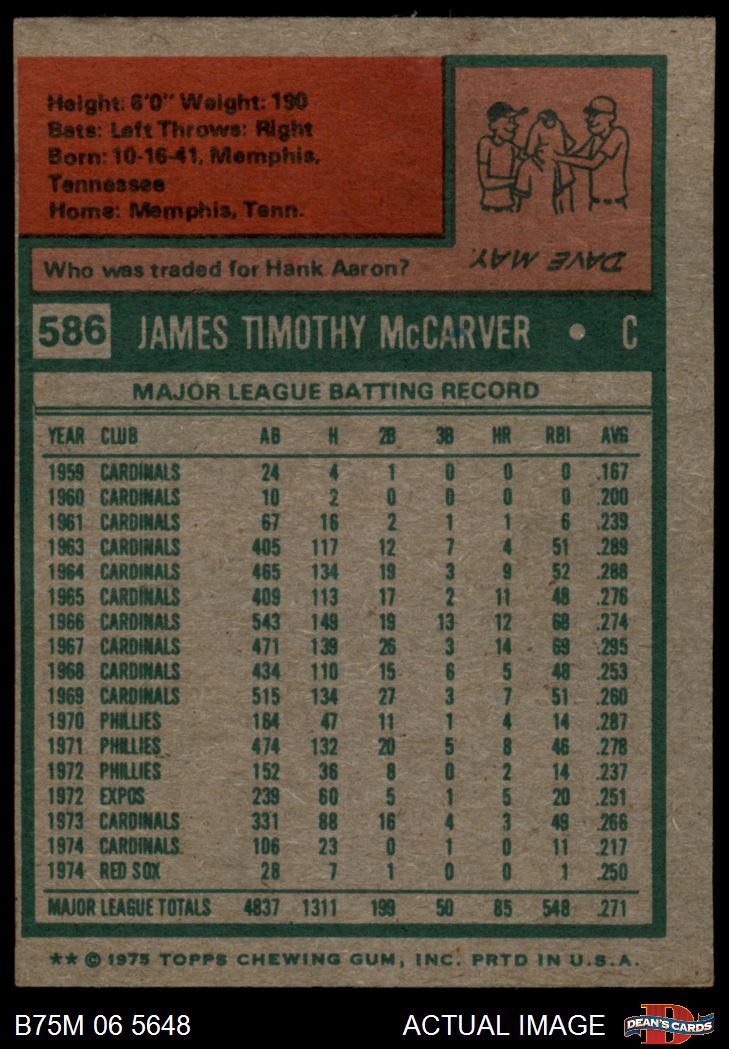 Height: 6'0" Weight: 190
Bats: Left Throws: Right
Born: 10-16-41, Memphis,
Tennessee
Home: Memphis, Tenn.
Who was traded for Hank Aaron?
DAVE MAY.
586 JAMES TIMOTHY McCARVER • C
MAJOR LEAGUE BATTING RECORD
YEAR CLUB AB H 2B 3B HR RBI AVG
1959 CARDINALS 24 4 1 0 0 0 .167
1960 CARDINALS 10 2 0 0 0 0 .200
1961 CARDINALS 67 16 2 1 1 6 .239
1963 CARDINALS 405 117 12 7 4 51 .289
1964 CARDINALS 465 134 19 3 9 52 .288
1965 CARDINALS 409 113 17 2 11 48 .276
1966 CARDINALS 543 149 19 13 12 68 .274
1967 CARDINALS 471 139 26 3 14 69 .295
1968 CARDINALS 434 110 15 6 5 48 .253
1969 CARDINALS 515 134 27 3 7 51 .260
1970 PHILLIES 164 47 11 1 4 14 .287
1971 PHILLIES 474 132 20 5 8 46 .278
1972 PHILLIES 152 36 8 0 2 14 .237
1972 EXPOS 239 60 5 1 5 20 .251
1973 CARDINALS 331 88 16 4 3 49 .266
1974 CARDINALS 106 23 0 1 0 11 .217
1974 RED SOX 28 7 1 0 0 1 .250
MAJOR LEAGUE TOTALS 4837 1311 199 50 85 548 .271
** © 1975 TOPPS CHEWING GUM, INC. PRTD IN U.S.A.
B75M 06 5648 ACTUAL IMAGE
D
DEAN'S CARDS